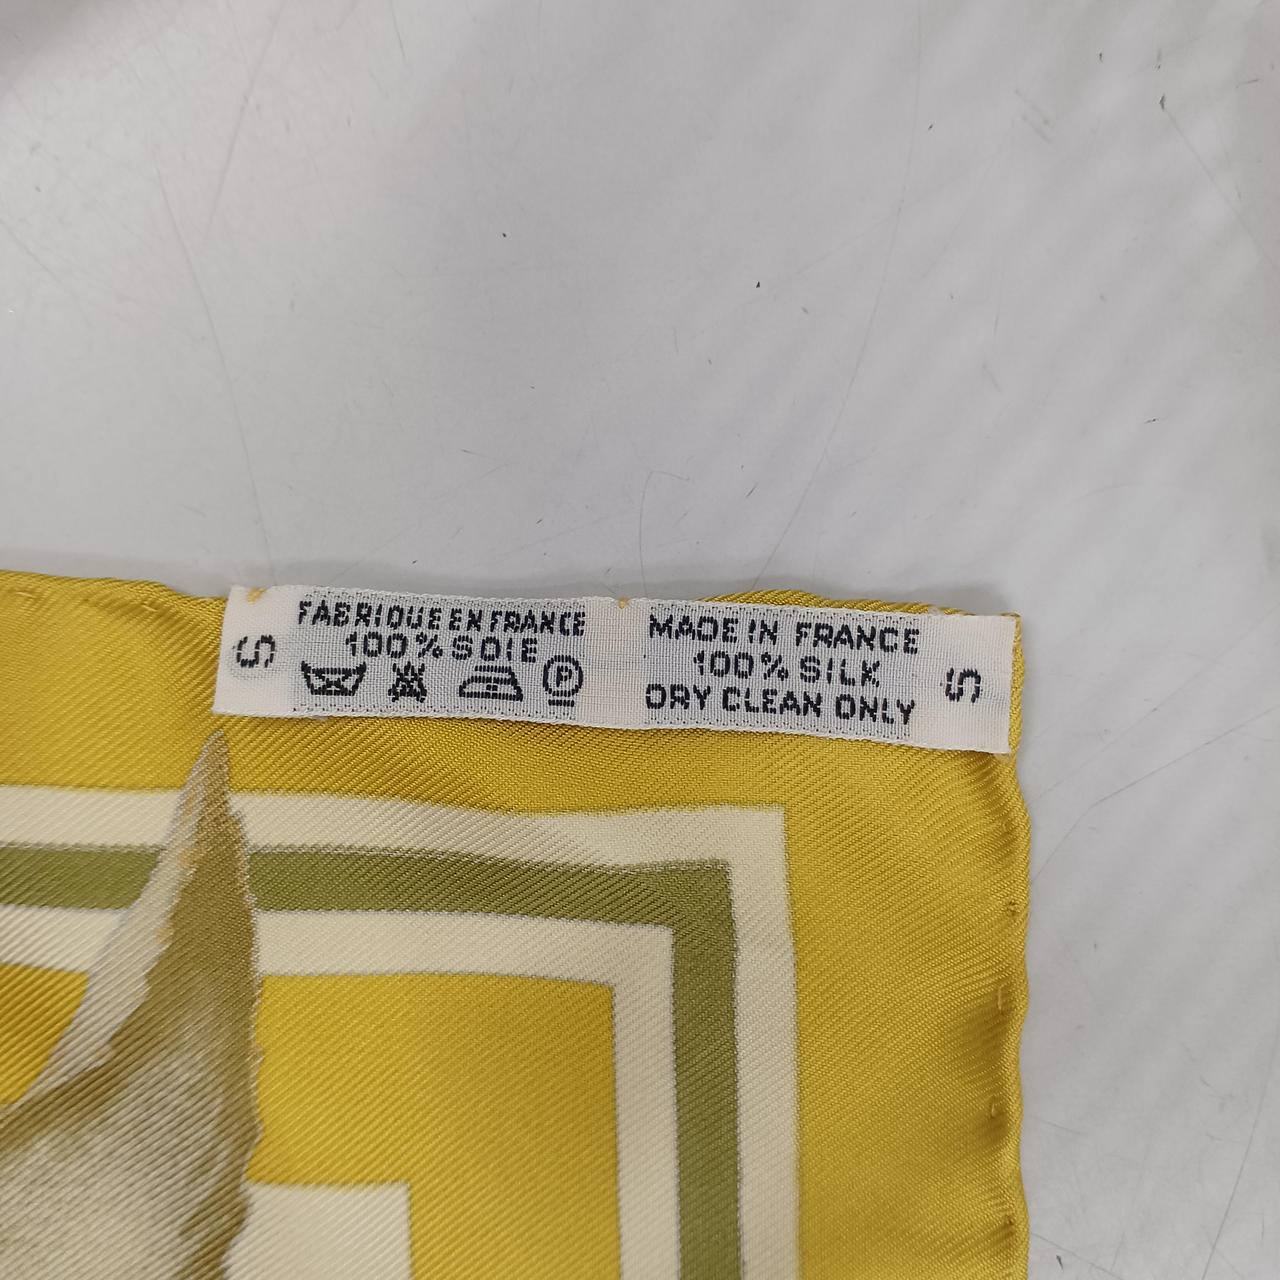 S
FABRIQUE EN FRANCE
100% SOIE
P
MADE IN FRANCE
100% SILK
DRY CLEAN ONLY
S